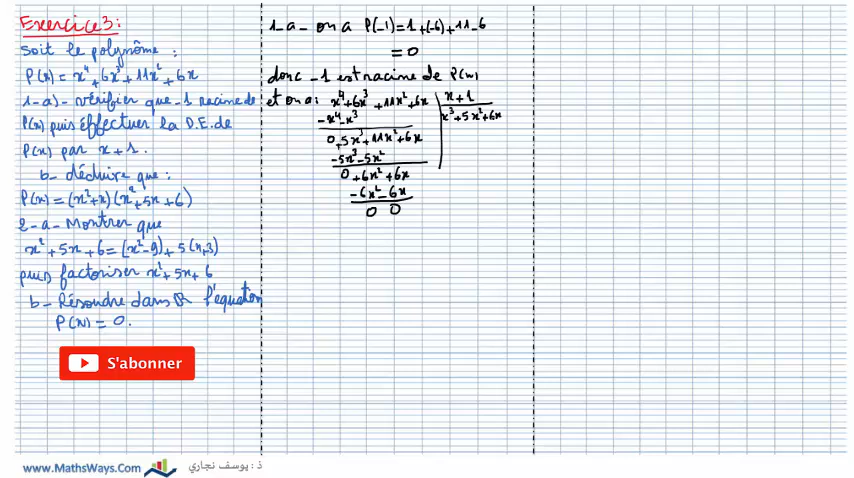 Exercice 3:
Soit le polynôme :
P(x) = x⁴ + 6x³ + 11x² + 6x
1-a)- vérifier que -1 racine de
P(x) puis éffectuer la D.E. de
P(x) par x+1.
b- déduire que :
P(x) = (x²+x)(x²+5x+6)
2-a- Montrer que
x²+5x+6=(x²-9)+5(x+3)
puis factoriser x²+5x+6
b- Résoudre dans ℝ l'équation
P(x) = 0.
S'abonner
1-a- on a P(-1)=1+(-6)+11-6
= 0
donc -1 est racine de P(x)
et on a: x⁴+6x³+11x²+6x | x+1
-x⁴-x³ | x³+5x²+6x
0+5x³+11x²+6x
-5x³-5x²
0+6x²+6x
-6x²-6x
0 0
www.MathsWays.Com
ذ : يوسف نجاري